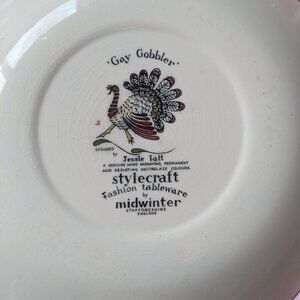 'Gay Gobbler'
DESIGNED
by
Jessie Tait
A GENUINE HAND ENGRAVING, PERMANENT
ACID RESISTING UNDERGLAZE COLOURS.
stylecraft
Fashion tableware
by
midwinter
STAFFORDSHIRE
ENGLAND